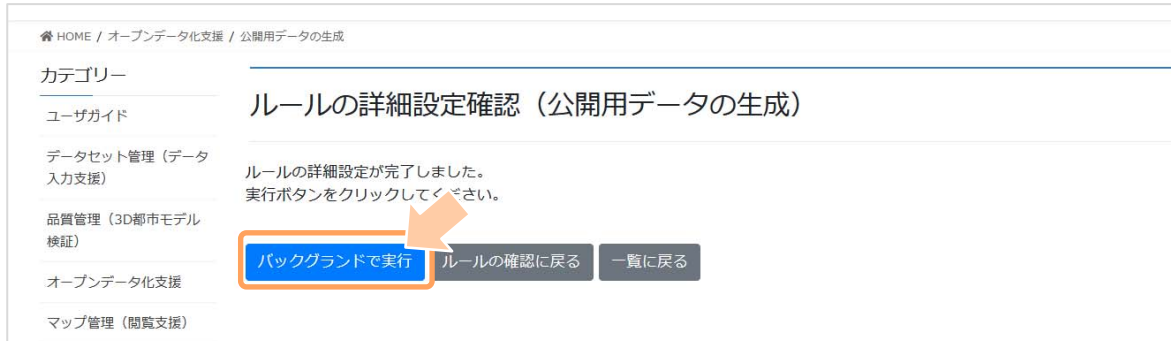 HOME / オープンデータ化支援 / 公開用データの生成
カテゴリー
ユーザガイド
データセット管理（データ
入力支援）
品質管理（3D都市モデル
検証）
オープンデータ化支援
マップ管理（閲覧支援）
ルールの詳細設定確認（公開用データの生成）
ルールの詳細設定が完了しました。
実行ボタンをクリックしてください。
バックグランドで実行
ルールの確認に戻る
一覧に戻る